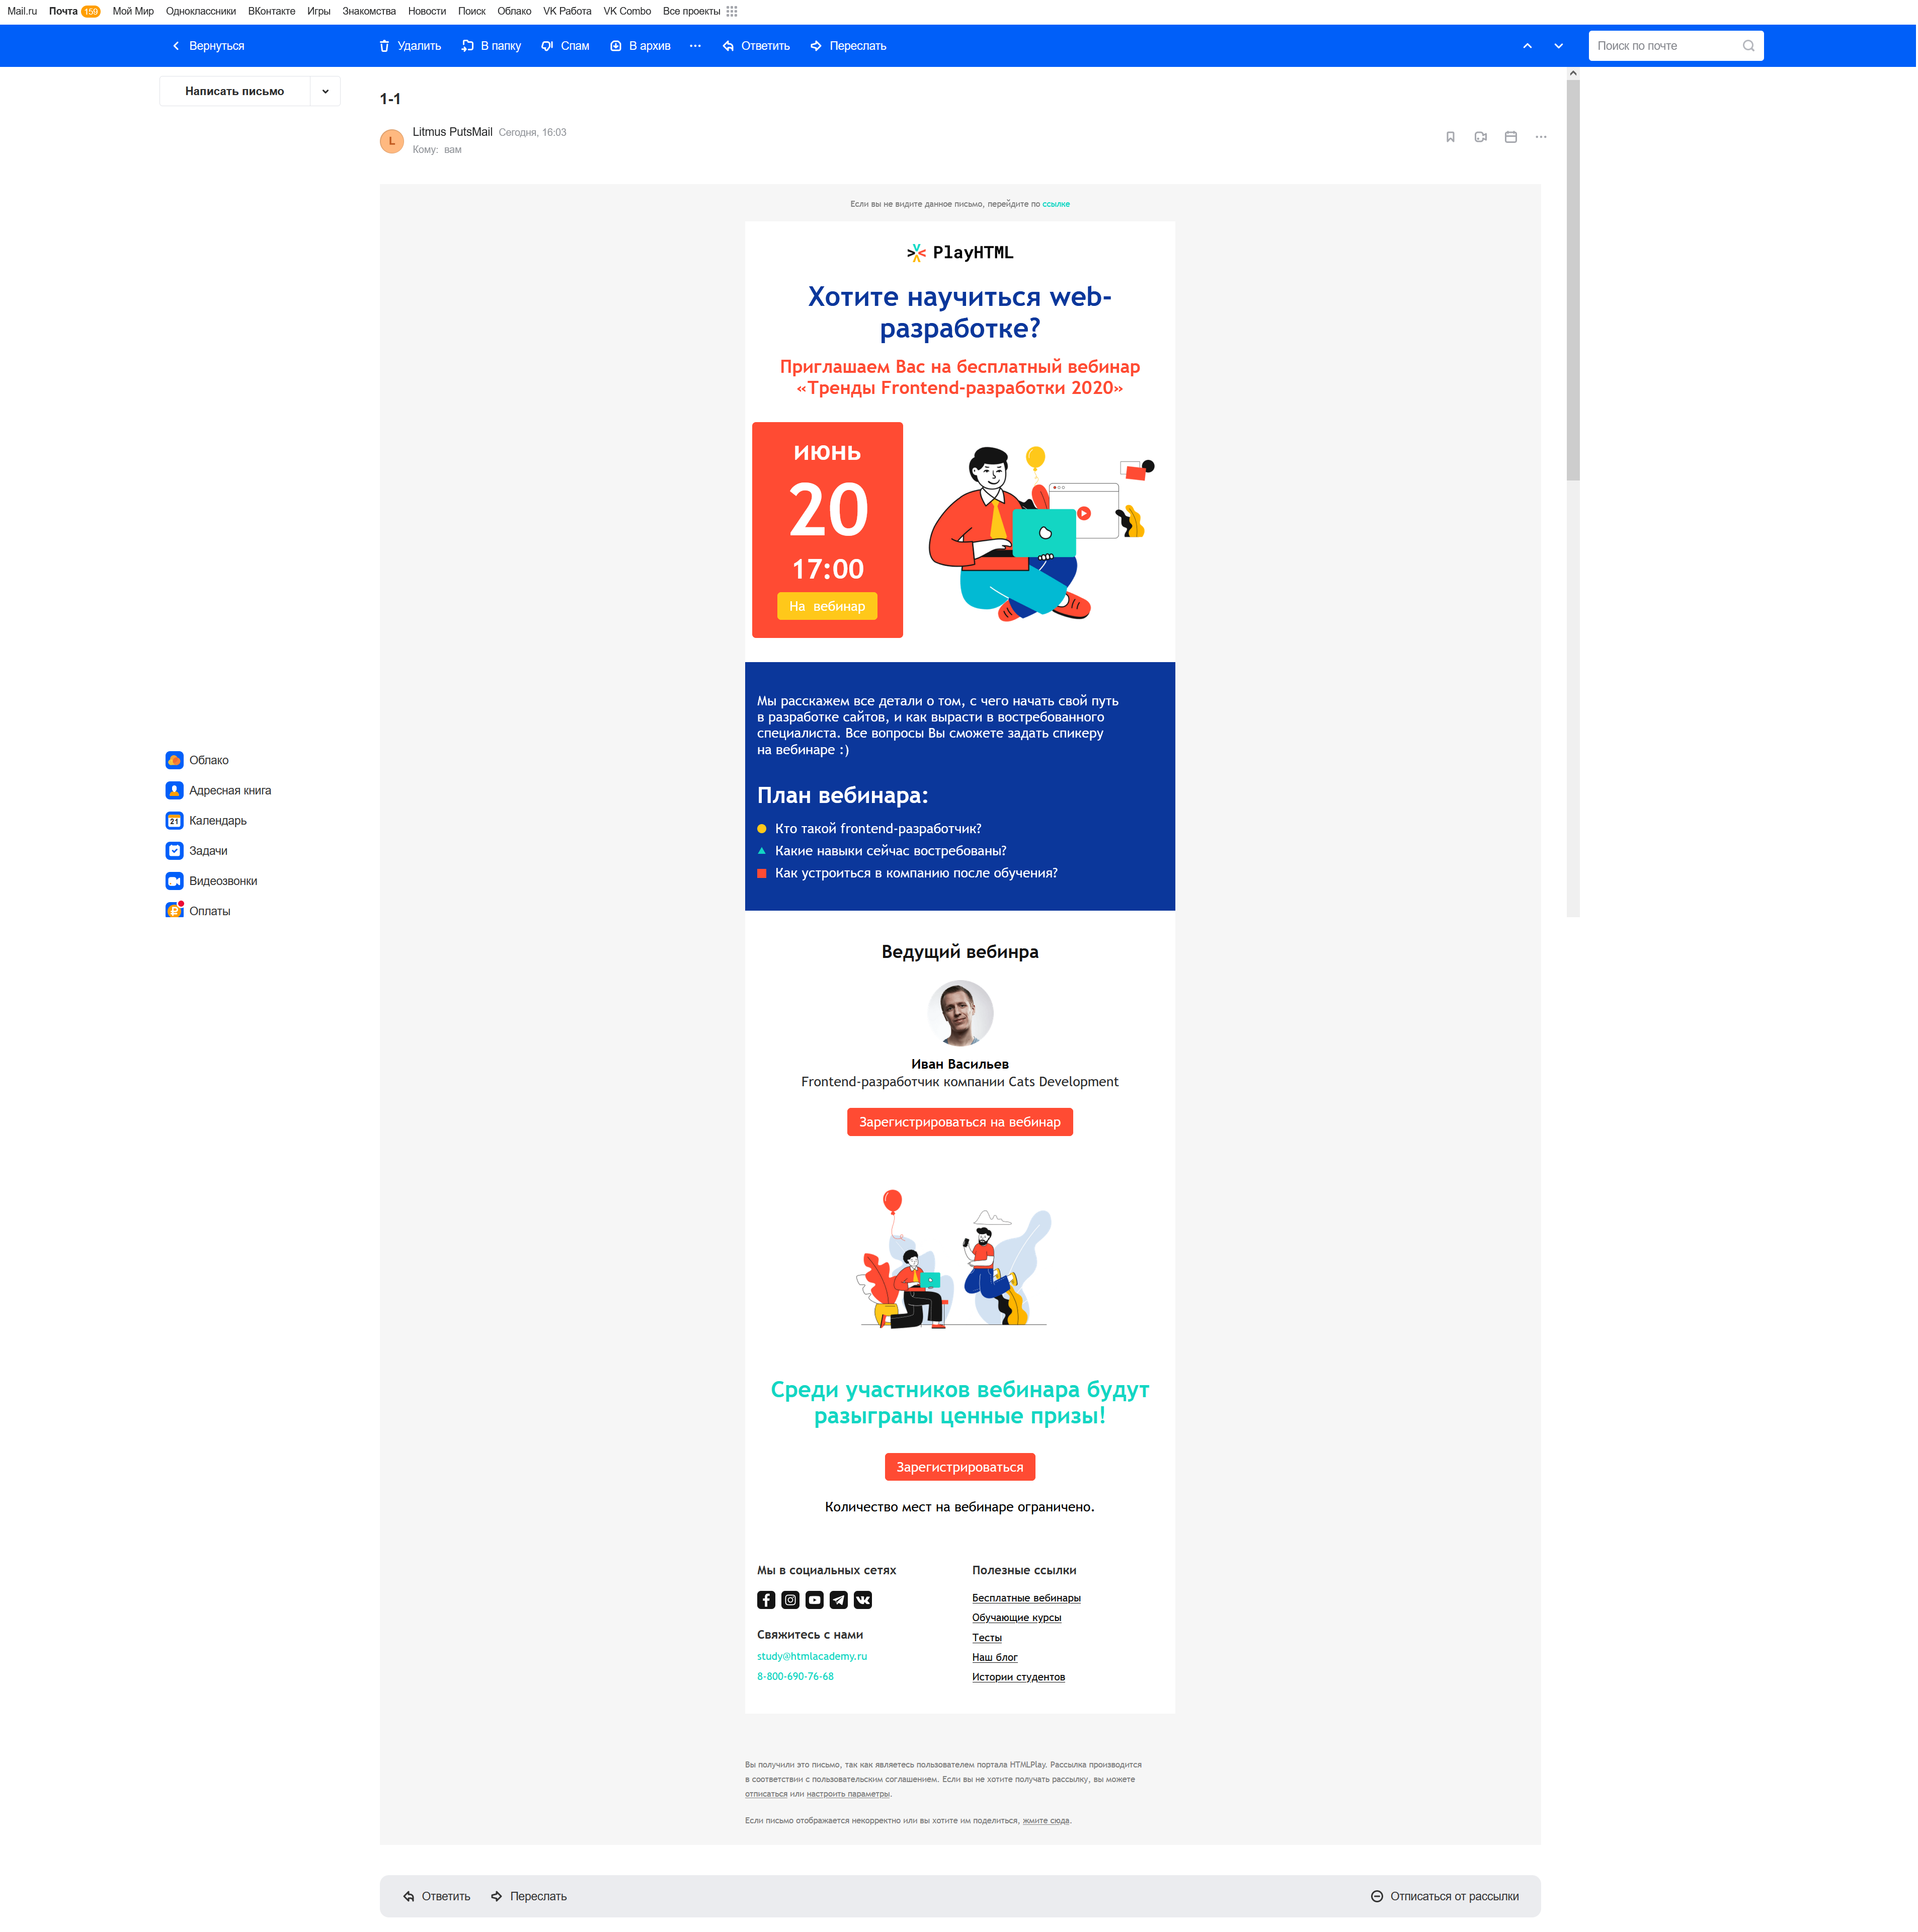 Mail.ru Почта 159 Мой Мир Одноклассники ВКонтакте Игры Знакомства Новости Поиск Облако VK Работа VK Combo Все проекты
Вернуться Удалить В папку Спам В архив Ответить Переслать Поиск по почте
Написать письмо
1-1
L
Litmus PutsMail Сегодня, 16:03
Кому: вам
Если вы не видите данное письмо, перейдите по ссылке
PlayHTML
Хотите научиться web-
разработке?
Приглашаем Вас на бесплатный вебинар
«Тренды Frontend-разработки 2020»
июнь
20
17:00
На вебинар
Мы расскажем все детали о том, с чего начать свой путь
в разработке сайтов, и как вырасти в востребованного
специалиста. Все вопросы Вы сможете задать спикеру
на вебинаре :)
План вебинара:
Кто такой frontend-разработчик?
Какие навыки сейчас востребованы?
Как устроиться в компанию после обучения?
Облако
Адресная книга
21 Календарь
Задачи
Видеозвонки
Оплаты
Ведущий вебинра
Иван Васильев
Frontend-разработчик компании Cats Development
Зарегистрироваться на вебинар
Среди участников вебинара будут
разыграны ценные призы!
Зарегистрироваться
Количество мест на вебинаре ограничено.
Мы в социальных сетях
Свяжитесь с нами
study@htmlacademy.ru
8-800-690-76-68
Полезные ссылки
Бесплатные вебинары
Обучающие курсы
Тесты
Наш блог
Истории студентов
Вы получили это письмо, так как являетесь пользователем портала HTMLPlay. Рассылка производится
в соответствии с пользовательским соглашением. Если вы не хотите получать рассылку, вы можете
отписаться или настроить параметры.
Если письмо отображается некорректно или вы хотите им поделиться, жмите сюда.
Ответить Переслать Отписаться от рассылки